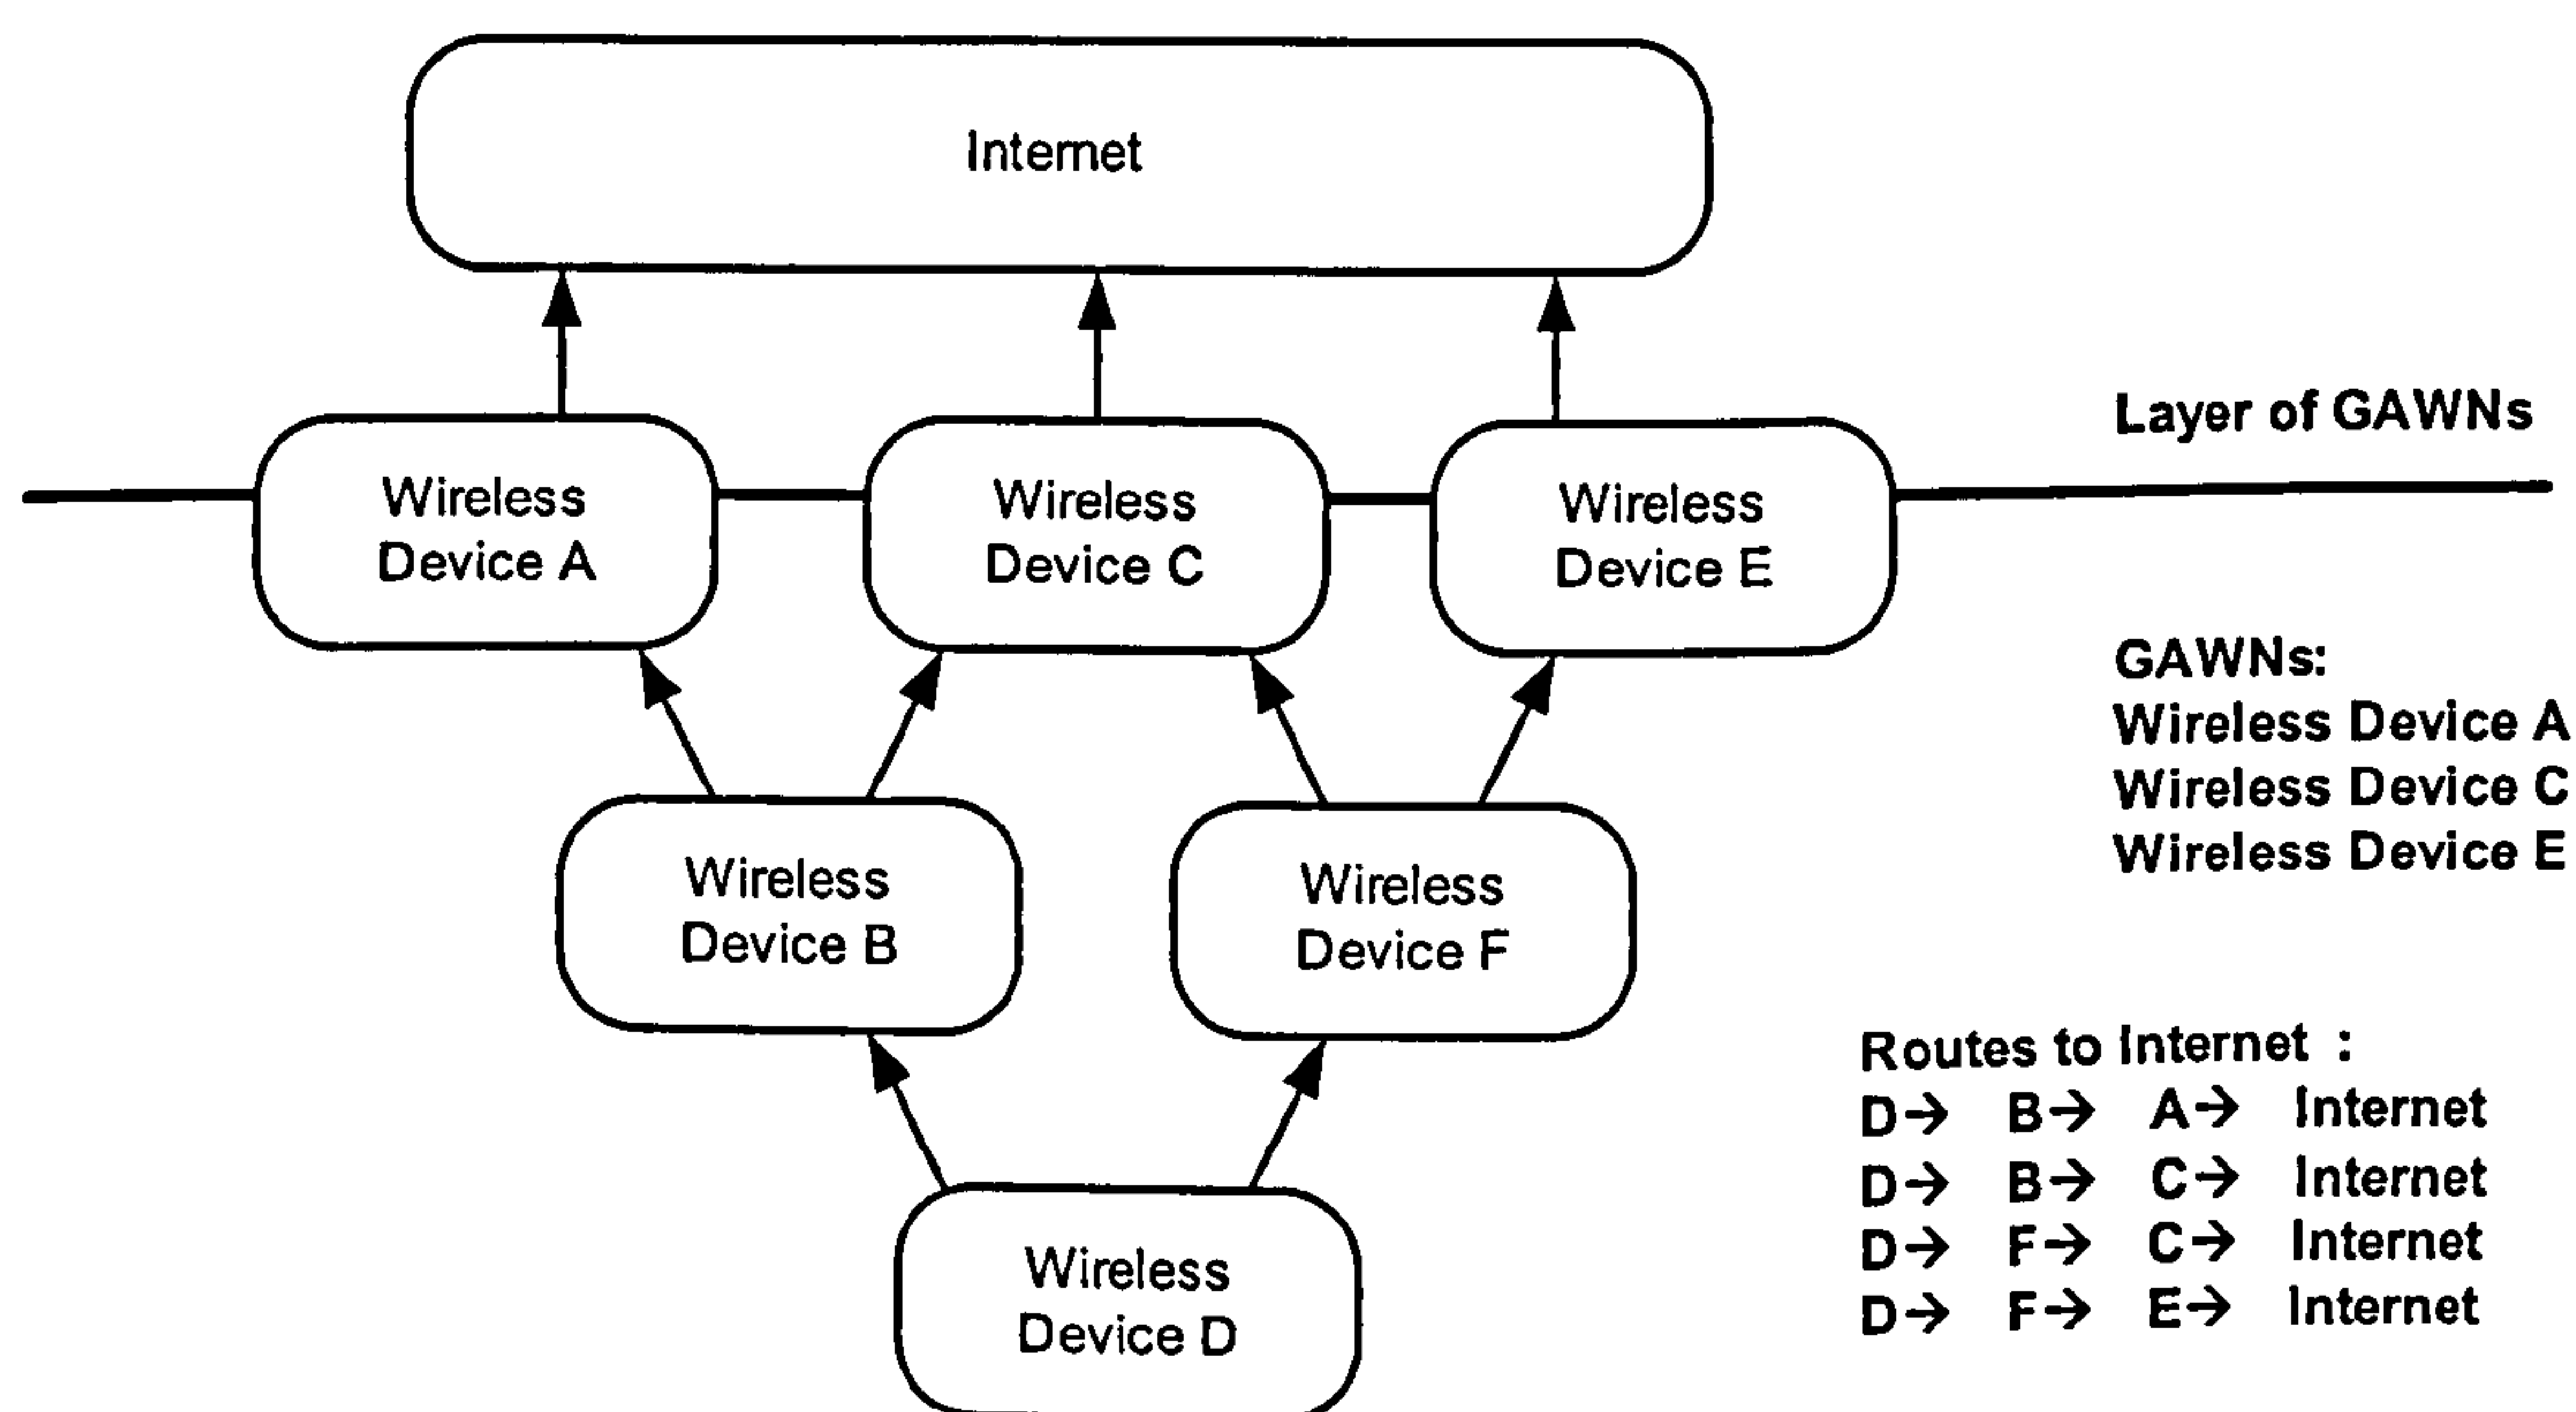 Internet
Layer of GAWNs
Wireless
Device A
Wireless
Device C
Wireless
Device E
GAWNs:
Wireless Device A
Wireless Device C
Wireless Device E
Wireless
Device B
Wireless
Device F
Routes to Internet :
D→ B→ A→ Internet
D→ B→ C→ Internet
D→ F→ C→ Internet
D→ F→ E→ Internet
Wireless
Device D